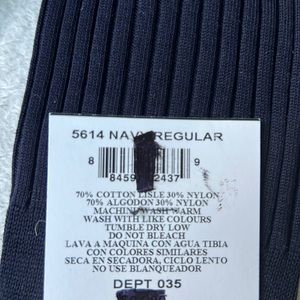 5614 NAVY REGULAR
8 9
8459 2437
70% COTTON LISLE 30% NYLON
70% ALGODON 30% NYLON
MACHINE WASH WARM
WASH WITH LIKE COLOURS
TUMBLE DRY LOW
DO NOT BLEACH
LAVA A MAQUINA CON AGUA TIBIA
CON COLORES SIMILARES
SECA EN SECADORA, CICLO LENTO
NO USE BLANQUEADOR
DEPT 035